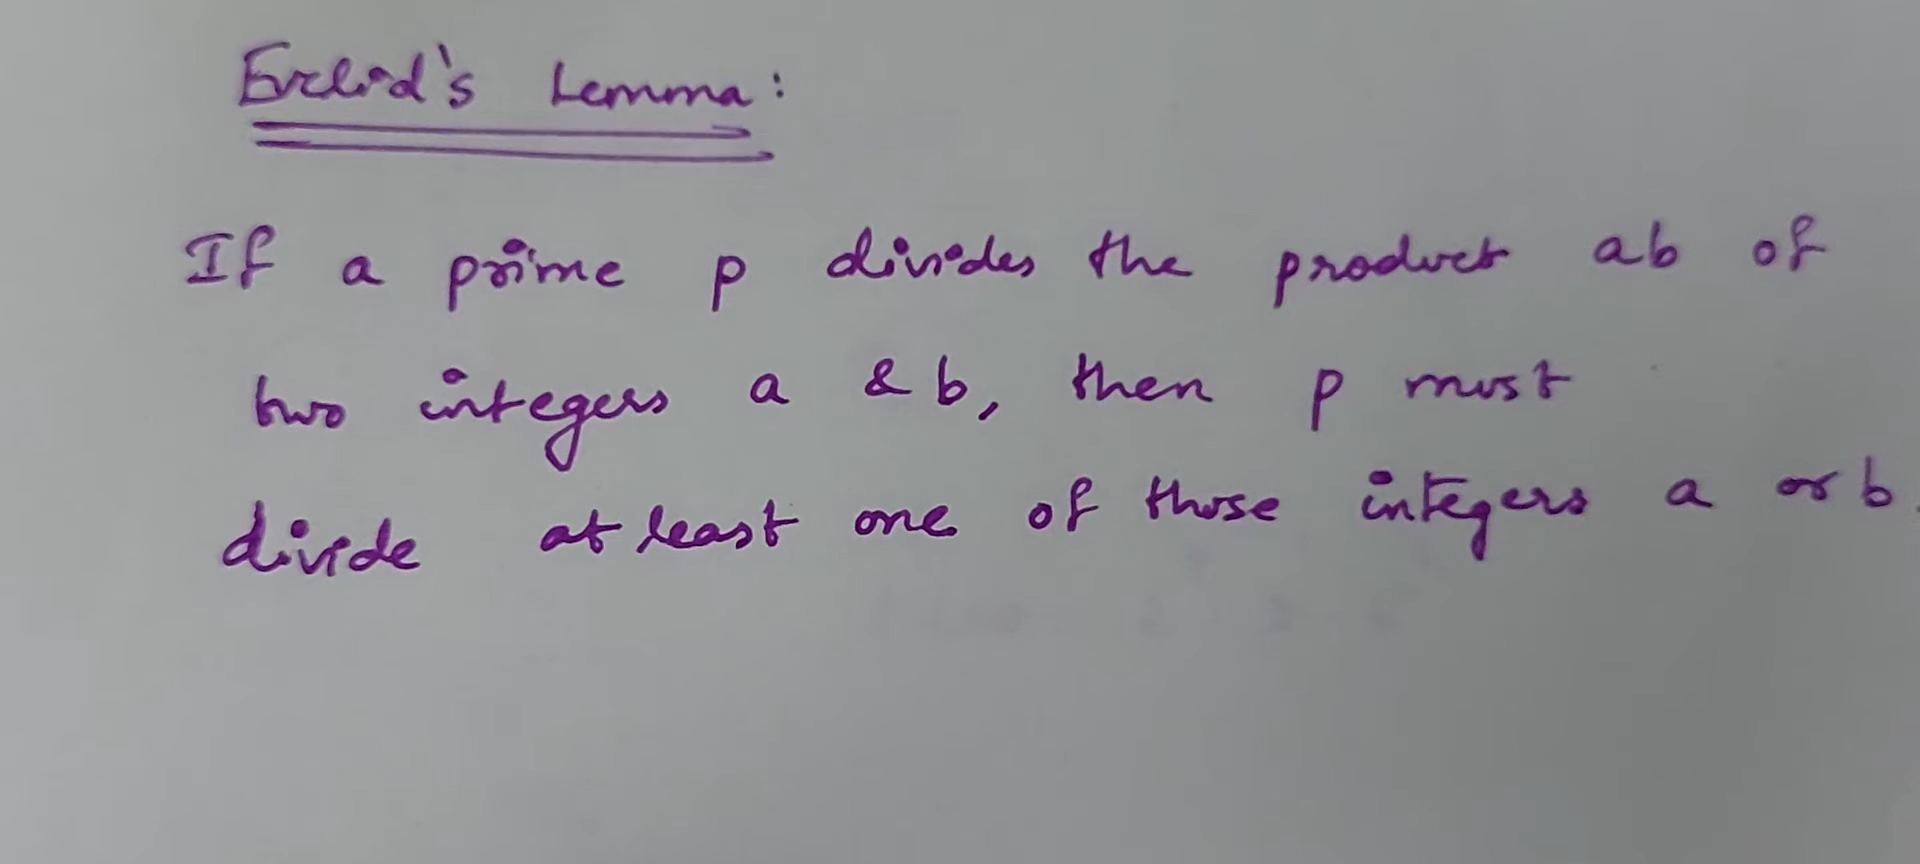 Euclid's Lemma:
If a prime p divides the product ab of
two integers a & b, then p must
divide at least one of those integers a or b.